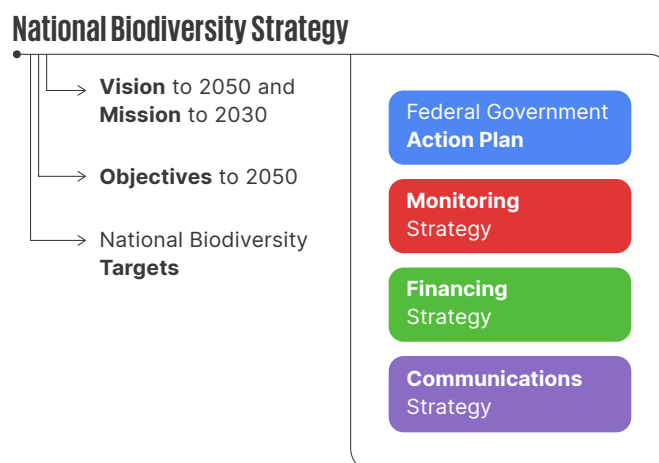 National Biodiversity Strategy
Vision to 2050 and
Mission to 2030
Objectives to 2050
National Biodiversity
Targets
Federal Government
Action Plan
Monitoring
Strategy
Financing
Strategy
Communications
Strategy